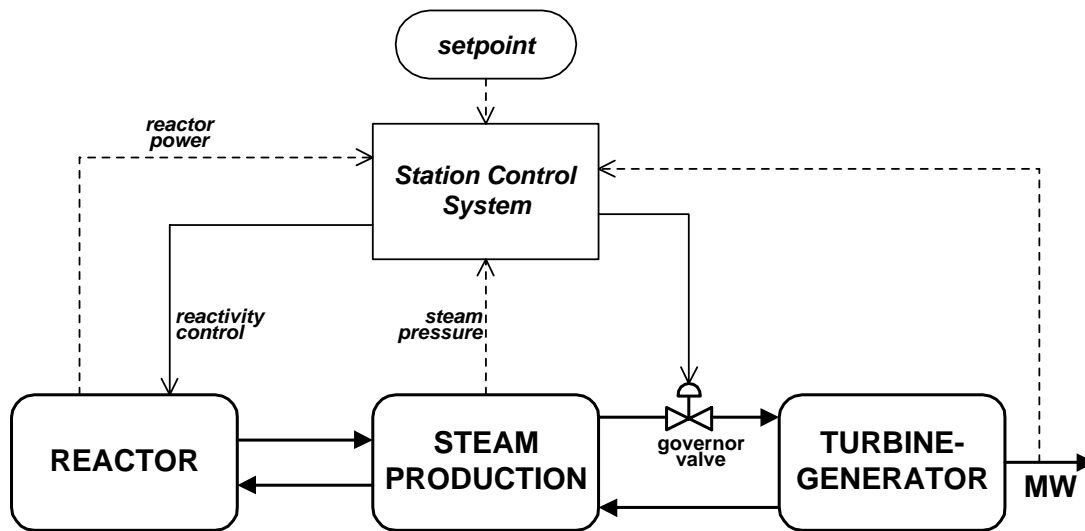 setpoint
reactor
power
Station Control
System
reactivity
control
steam
pressure
REACTOR
STEAM
PRODUCTION
governor
valve
TURBINE-
GENERATOR
MW